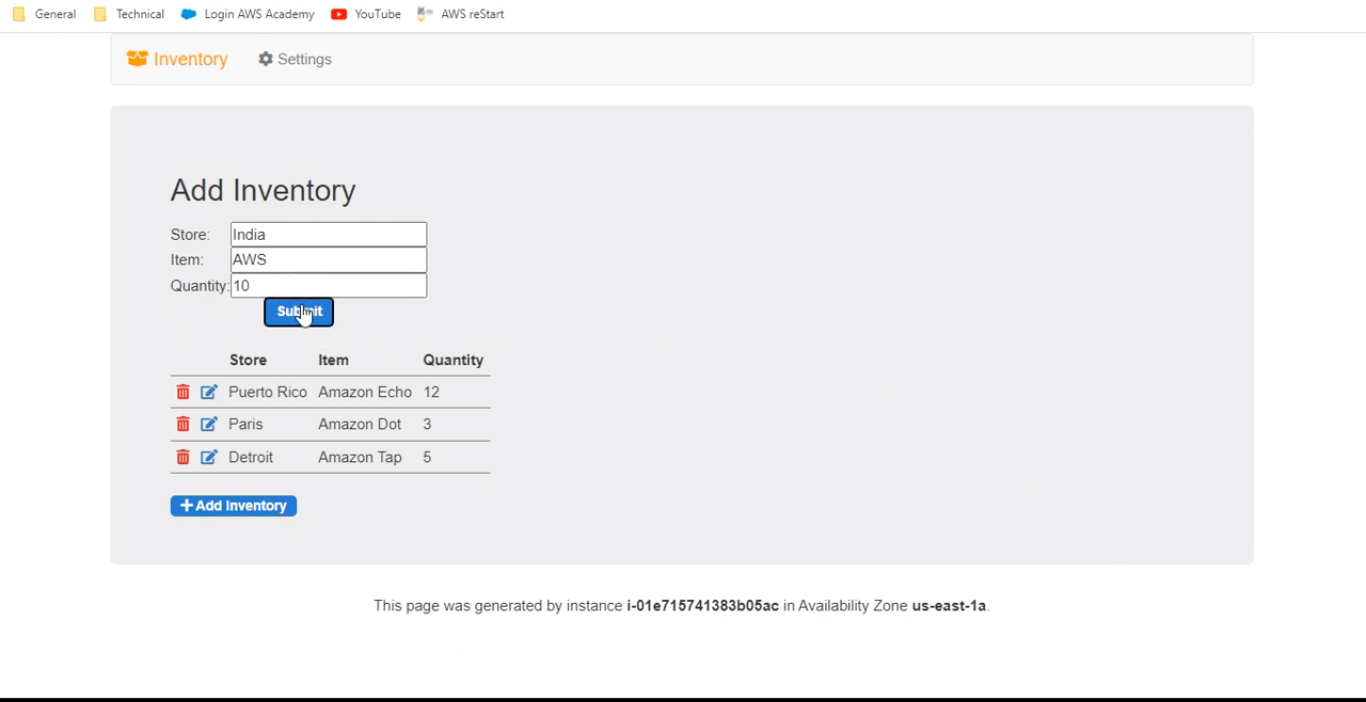 General Technical Login AWS Academy YouTube AWS reStart
Inventory Settings
Add Inventory
Store: India
Item: AWS
Quantity: 10
Submit
Store Item Quantity
Puerto Rico Amazon Echo 12
Paris Amazon Dot 3
Detroit Amazon Tap 5
Add Inventory
This page was generated by instance i-01e715741383b05ac in Availability Zone us-east-1a.